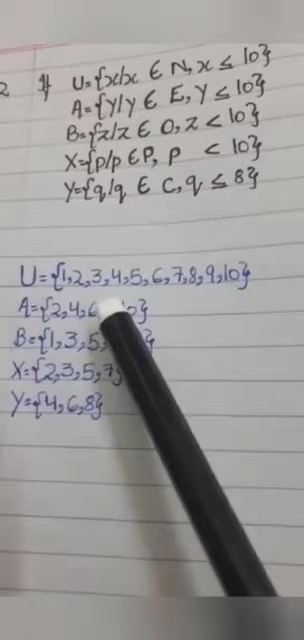 2 If U={x/x ∈ N, x ≤ 10}
A={y/y ∈ E, y ≤ 10}
B={z/z ∈ O, z < 10}
X={p/p ∈ P, p < 10}
Y={q/q ∈ C, q ≤ 8}
U={1,2,3,4,5,6,7,8,9,10}
A={2,4,6 10}
B={1,3,5, }
X={2,3,5,7}
Y={4,6,8}